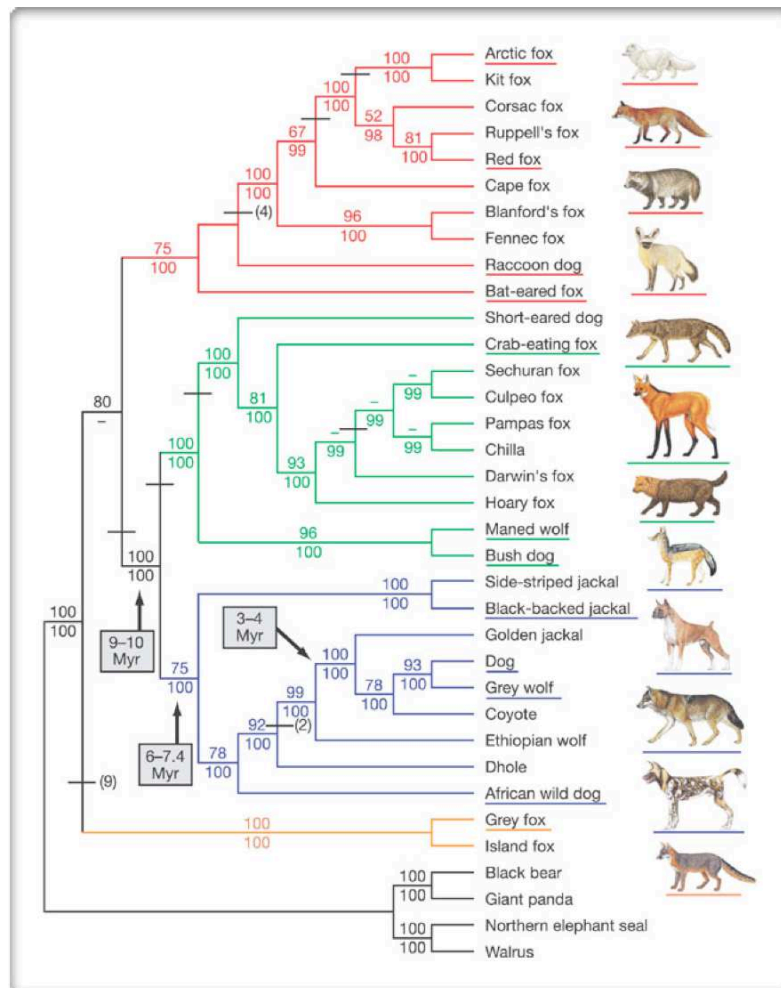 100
100
Arctic fox
Kit fox
100
100
Corsac fox
52
98
Ruppell's fox
67
99
81
100
Red fox
Cape fox
100
100
(4)
96
100
Blanford's fox
Fennec fox
75
100
Raccoon dog
Bat-eared fox
Short-eared dog
100
100
Crab-eating fox
Sechuran fox
81
100
–
99
Culpeo fox
80
–
–
99
Pampas fox
–
99
–
99
Chilla
100
100
93
100
Darwin's fox
Hoary fox
96
100
Maned wolf
Bush dog
100
100
100
100
Side-striped jackal
Black-backed jackal
100
100
9–10
Myr
3–4
Myr
Golden jackal
100
100
93
100
Dog
75
100
78
100
Grey wolf
99
100
Coyote
92
100
(2)
Ethiopian wolf
6–7.4
Myr
78
100
Dhole
(9)
African wild dog
100
100
Grey fox
Island fox
Black bear
100
100
Giant panda
Northern elephant seal
100
100
Walrus